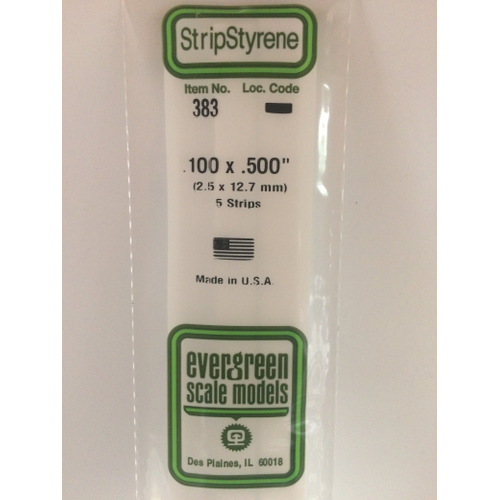 StripStyrene
Item No. Loc. Code
383
.100 x .500"
(2.5 x 12.7 mm)
5 Strips
Made in U.S.A.
evergreen
scale models
Des Plaines, IL 60018